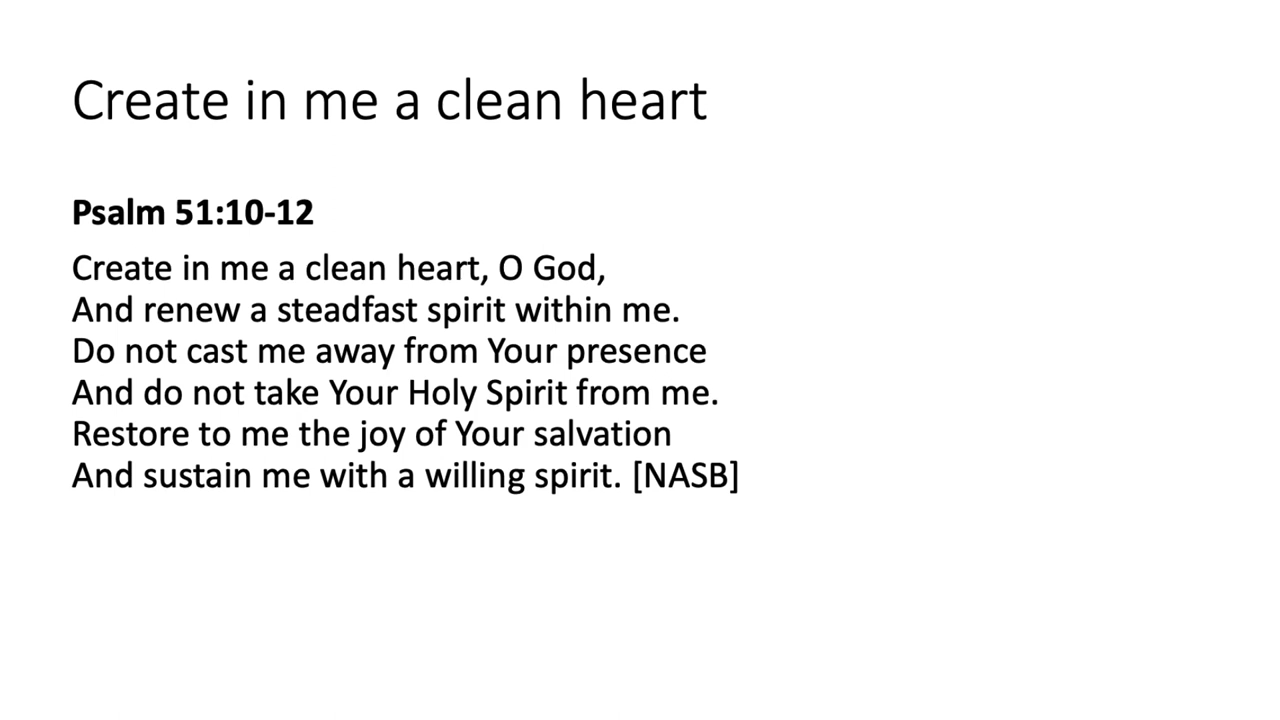 Create in me a clean heart
Psalm 51:10-12
Create in me a clean heart, O God,
And renew a steadfast spirit within me.
Do not cast me away from Your presence
And do not take Your Holy Spirit from me.
Restore to me the joy of Your salvation
And sustain me with a willing spirit. [NASB]